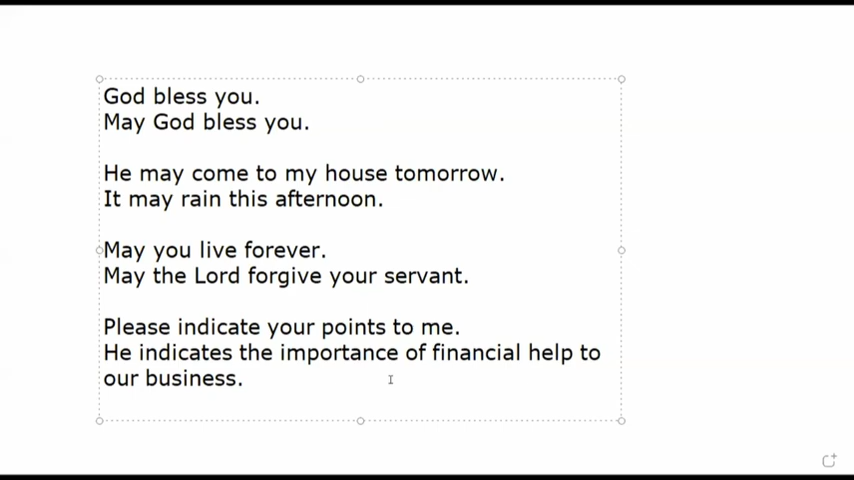 God bless you.
May God bless you.
He may come to my house tomorrow.
It may rain this afternoon.
May you live forever.
May the Lord forgive your servant.
Please indicate your points to me.
He indicates the importance of financial help to
our business.